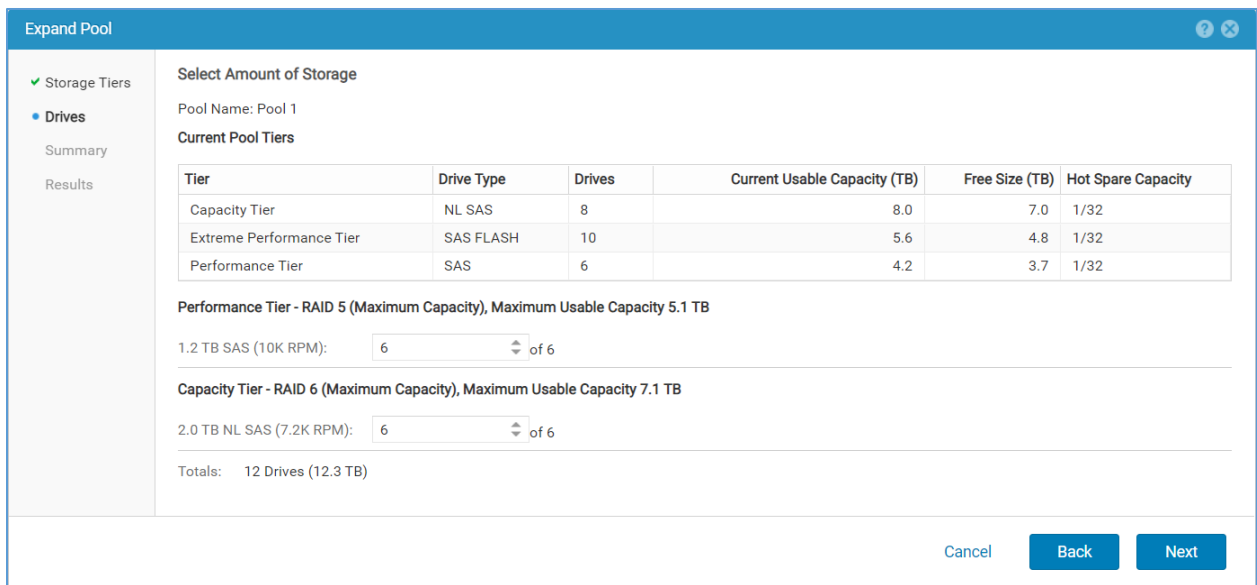 Expand Pool
Storage Tiers
Drives
Summary
Results
Select Amount of Storage
Pool Name: Pool 1
Current Pool Tiers
Tier Drive Type Drives Current Usable Capacity (TB) Free Size (TB) Hot Spare Capacity
Capacity Tier NL SAS 8 8.0 7.0 1/32
Extreme Performance Tier SAS FLASH 10 5.6 4.8 1/32
Performance Tier SAS 6 4.2 3.7 1/32
Performance Tier - RAID 5 (Maximum Capacity), Maximum Usable Capacity 5.1 TB
1.2 TB SAS (10K RPM): 6 of 6
Capacity Tier - RAID 6 (Maximum Capacity), Maximum Usable Capacity 7.1 TB
2.0 TB NL SAS (7.2K RPM): 6 of 6
Totals: 12 Drives (12.3 TB)
Cancel Back Next